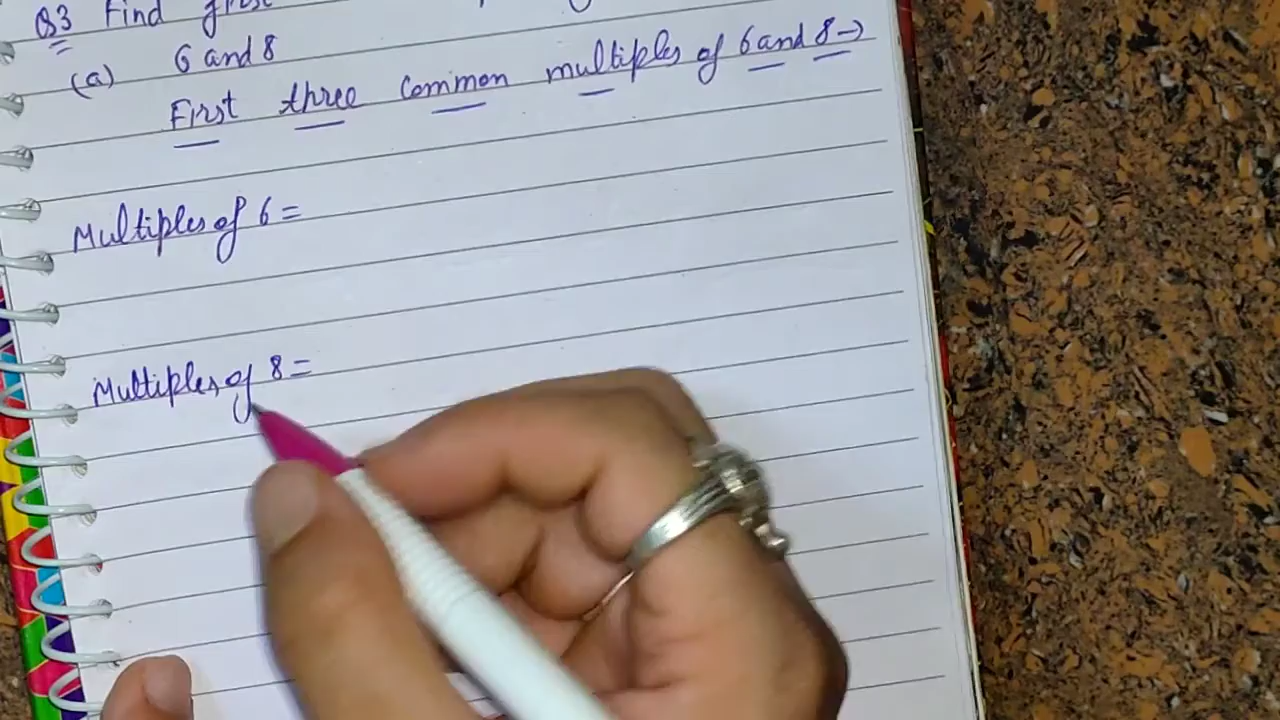 Q3 Find first
(a) 6 and 8
First three common multiples of 6 and 8→
Multiples of 6 =
Multiples of 8 =